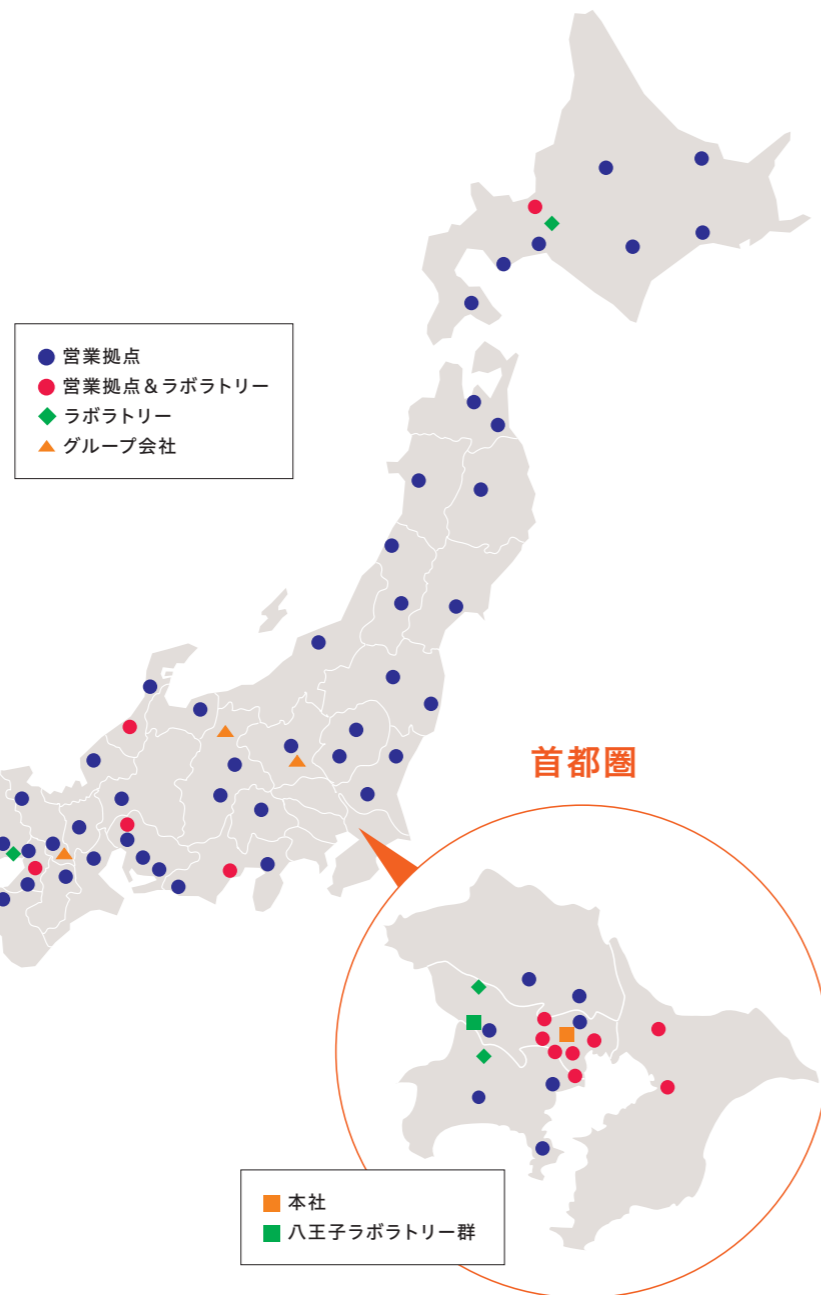 営業拠点
営業拠点&ラボラトリー
ラボラトリー
グループ会社
首都圏
本社
八王子ラボラトリー群